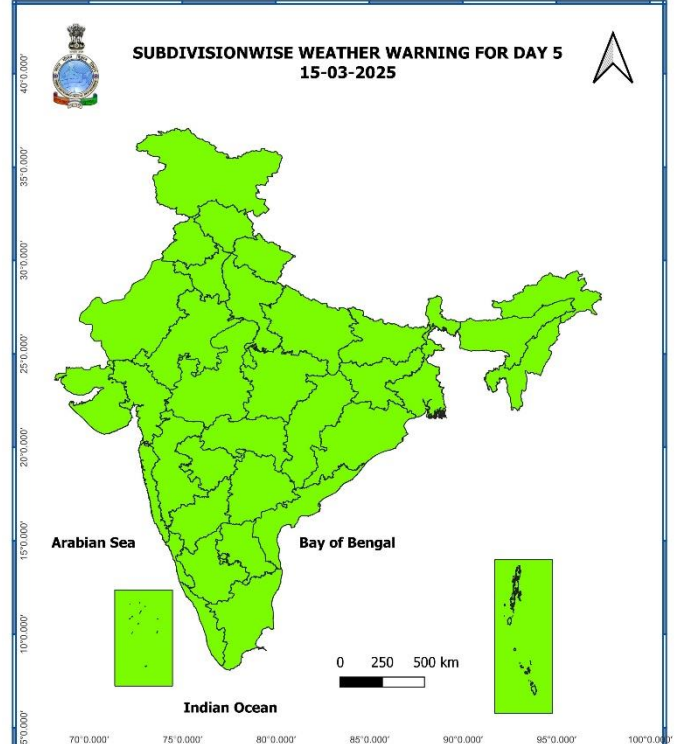 SUBDIVISIONWISE WEATHER WARNING FOR DAY 5
15-03-2025
40°0.000'
35°0.000'
30°0.000'
25°0.000'
20°0.000'
15°0.000'
10°0.000'
5°0.000'
Arabian Sea
Bay of Bengal
0 250 500 km
Indian Ocean
70°0.000' 75°0.000' 80°0.000' 85°0.000' 90°0.000' 95°0.000' 100°0.000'